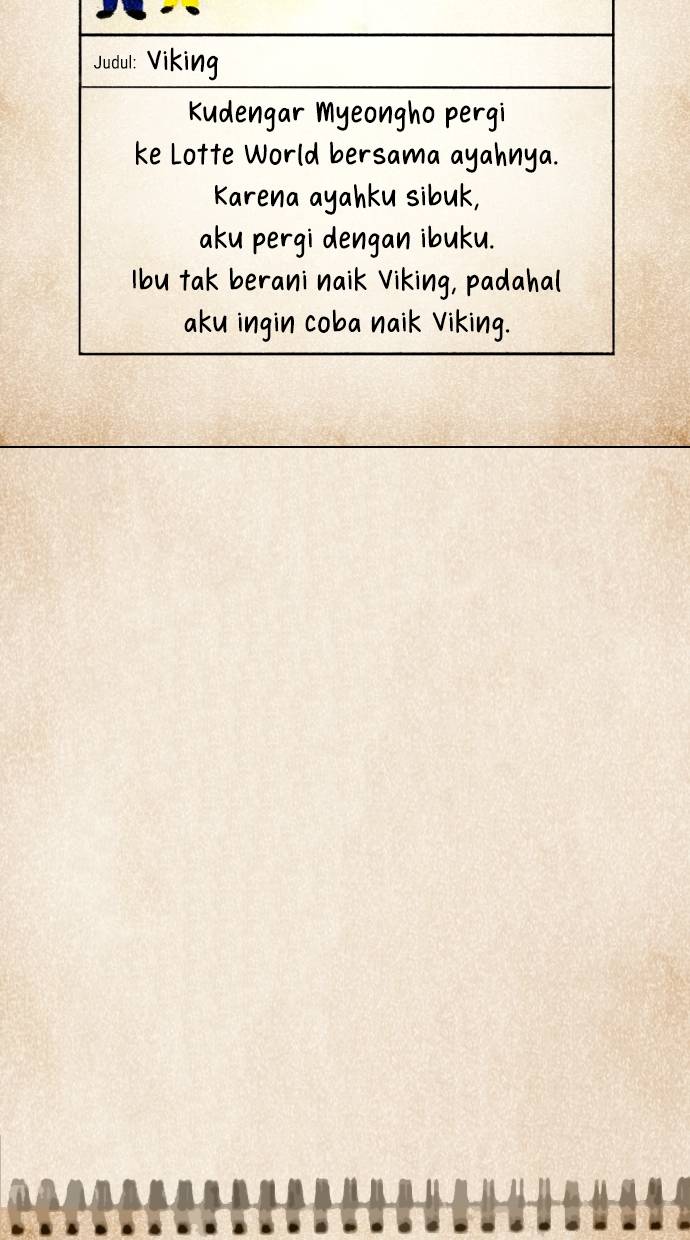 Judul: Viking
Kudengar Myeongho pergi
ke Lotte World bersama ayahnya.
Karena ayahku sibuk,
aku pergi dengan ibuku.
Ibu tak berani naik Viking, padahal
aku ingin coba naik Viking.